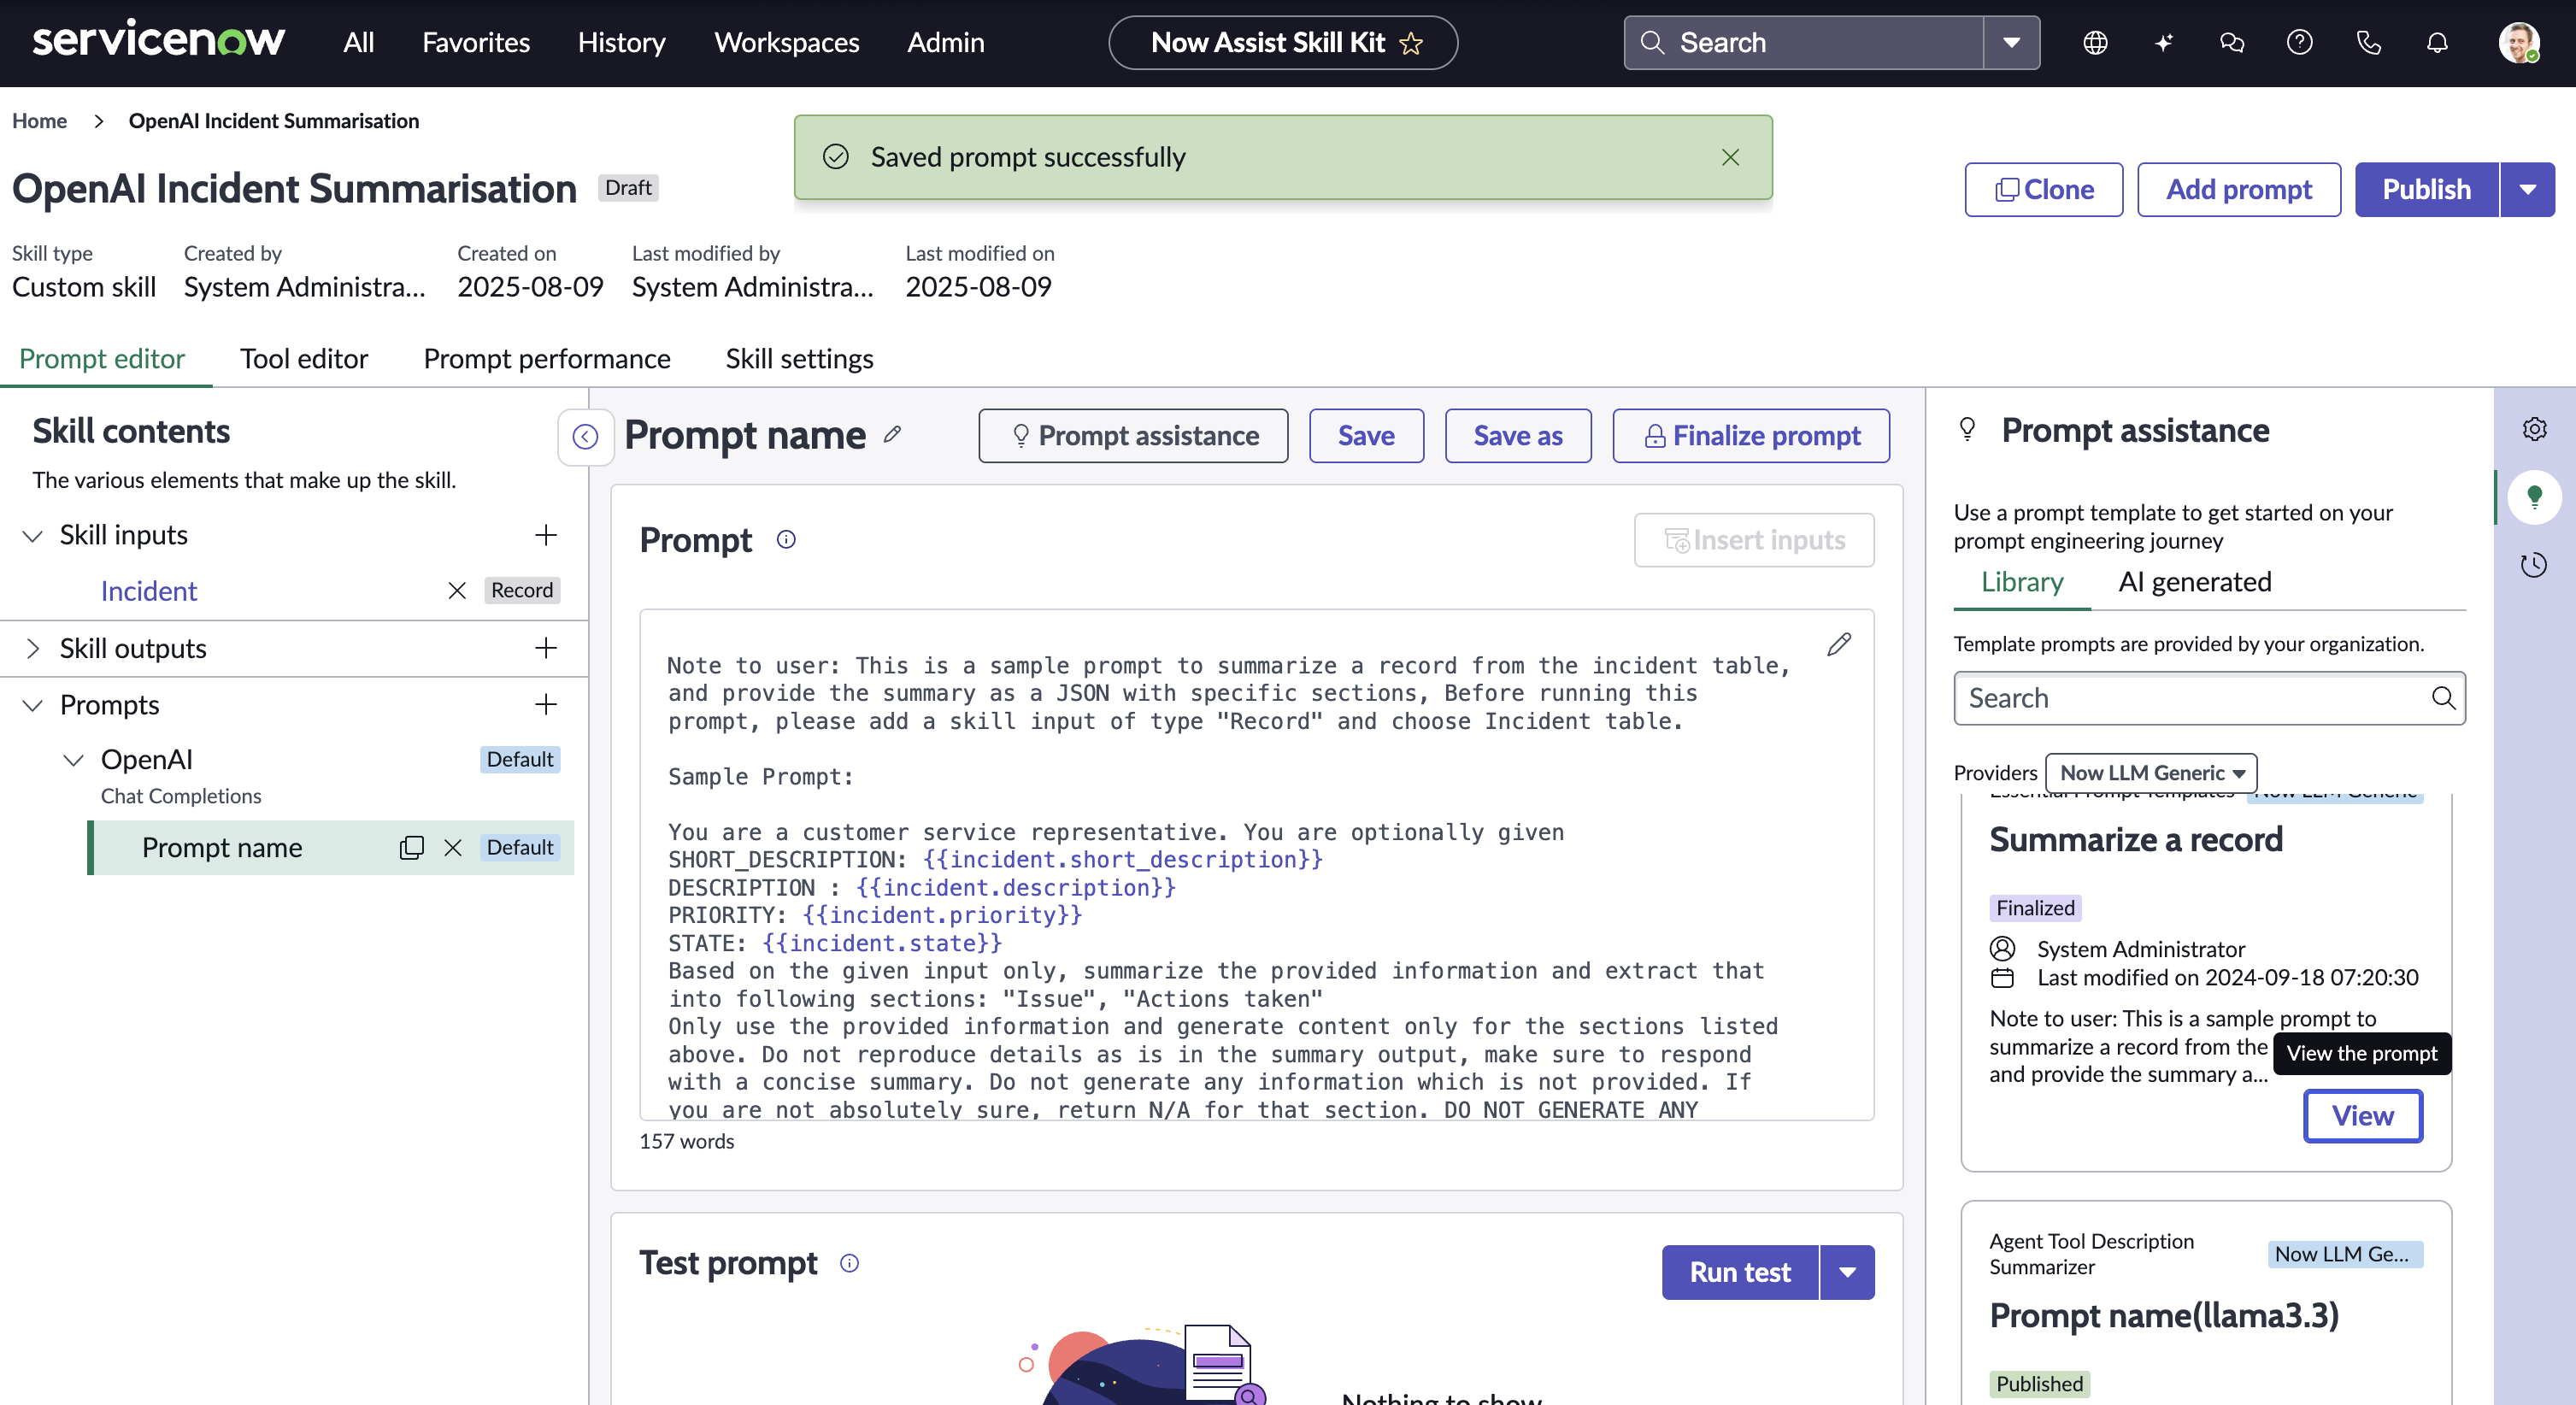 servicenow
All Favorites History Workspaces Admin
Now Assist Skill Kit
Search
Home > OpenAI Incident Summarisation
Saved prompt successfully
OpenAI Incident Summarisation Draft
Clone
Add prompt
Publish
Skill type Created by Created on Last modified by Last modified on
Custom skill System Administra... 2025-08-09 System Administra... 2025-08-09
Prompt editor Tool editor Prompt performance Skill settings
Skill contents
The various elements that make up the skill.
Skill inputs
Incident Record
Skill outputs
Prompts
OpenAI Default
Chat Completions
Prompt name Default
Prompt name
Prompt assistance
Save
Save as
Finalize prompt
Prompt
Insert inputs
Note to user: This is a sample prompt to summarize a record from the incident table,
and provide the summary as a JSON with specific sections, Before running this
prompt, please add a skill input of type "Record" and choose Incident table.
Sample Prompt:
You are a customer service representative. You are optionally given
SHORT_DESCRIPTION: {{incident.short_description}}
DESCRIPTION : {{incident.description}}
PRIORITY: {{incident.priority}}
STATE: {{incident.state}}
Based on the given input only, summarize the provided information and extract that
into following sections: "Issue", "Actions taken"
Only use the provided information and generate content only for the sections listed
above. Do not reproduce details as is in the summary output, make sure to respond
with a concise summary. Do not generate any information which is not provided. If
you are not absolutely sure, return N/A for that section. DO NOT GENERATE ANY
157 words
Test prompt
Run test
Nothing to show
Prompt assistance
Use a prompt template to get started on your
prompt engineering journey
Library AI generated
Template prompts are provided by your organization.
Search
Providers Now LLM Generic
Essential Prompt Templates Now LLM Generic
Summarize a record
Finalized
System Administrator
Last modified on 2024-09-18 07:20:30
Note to user: This is a sample prompt to
summarize a record from the
and provide the summary a...
View the prompt
View
Agent Tool Description
Summarizer
Now LLM Ge...
Prompt name(llama3.3)
Published